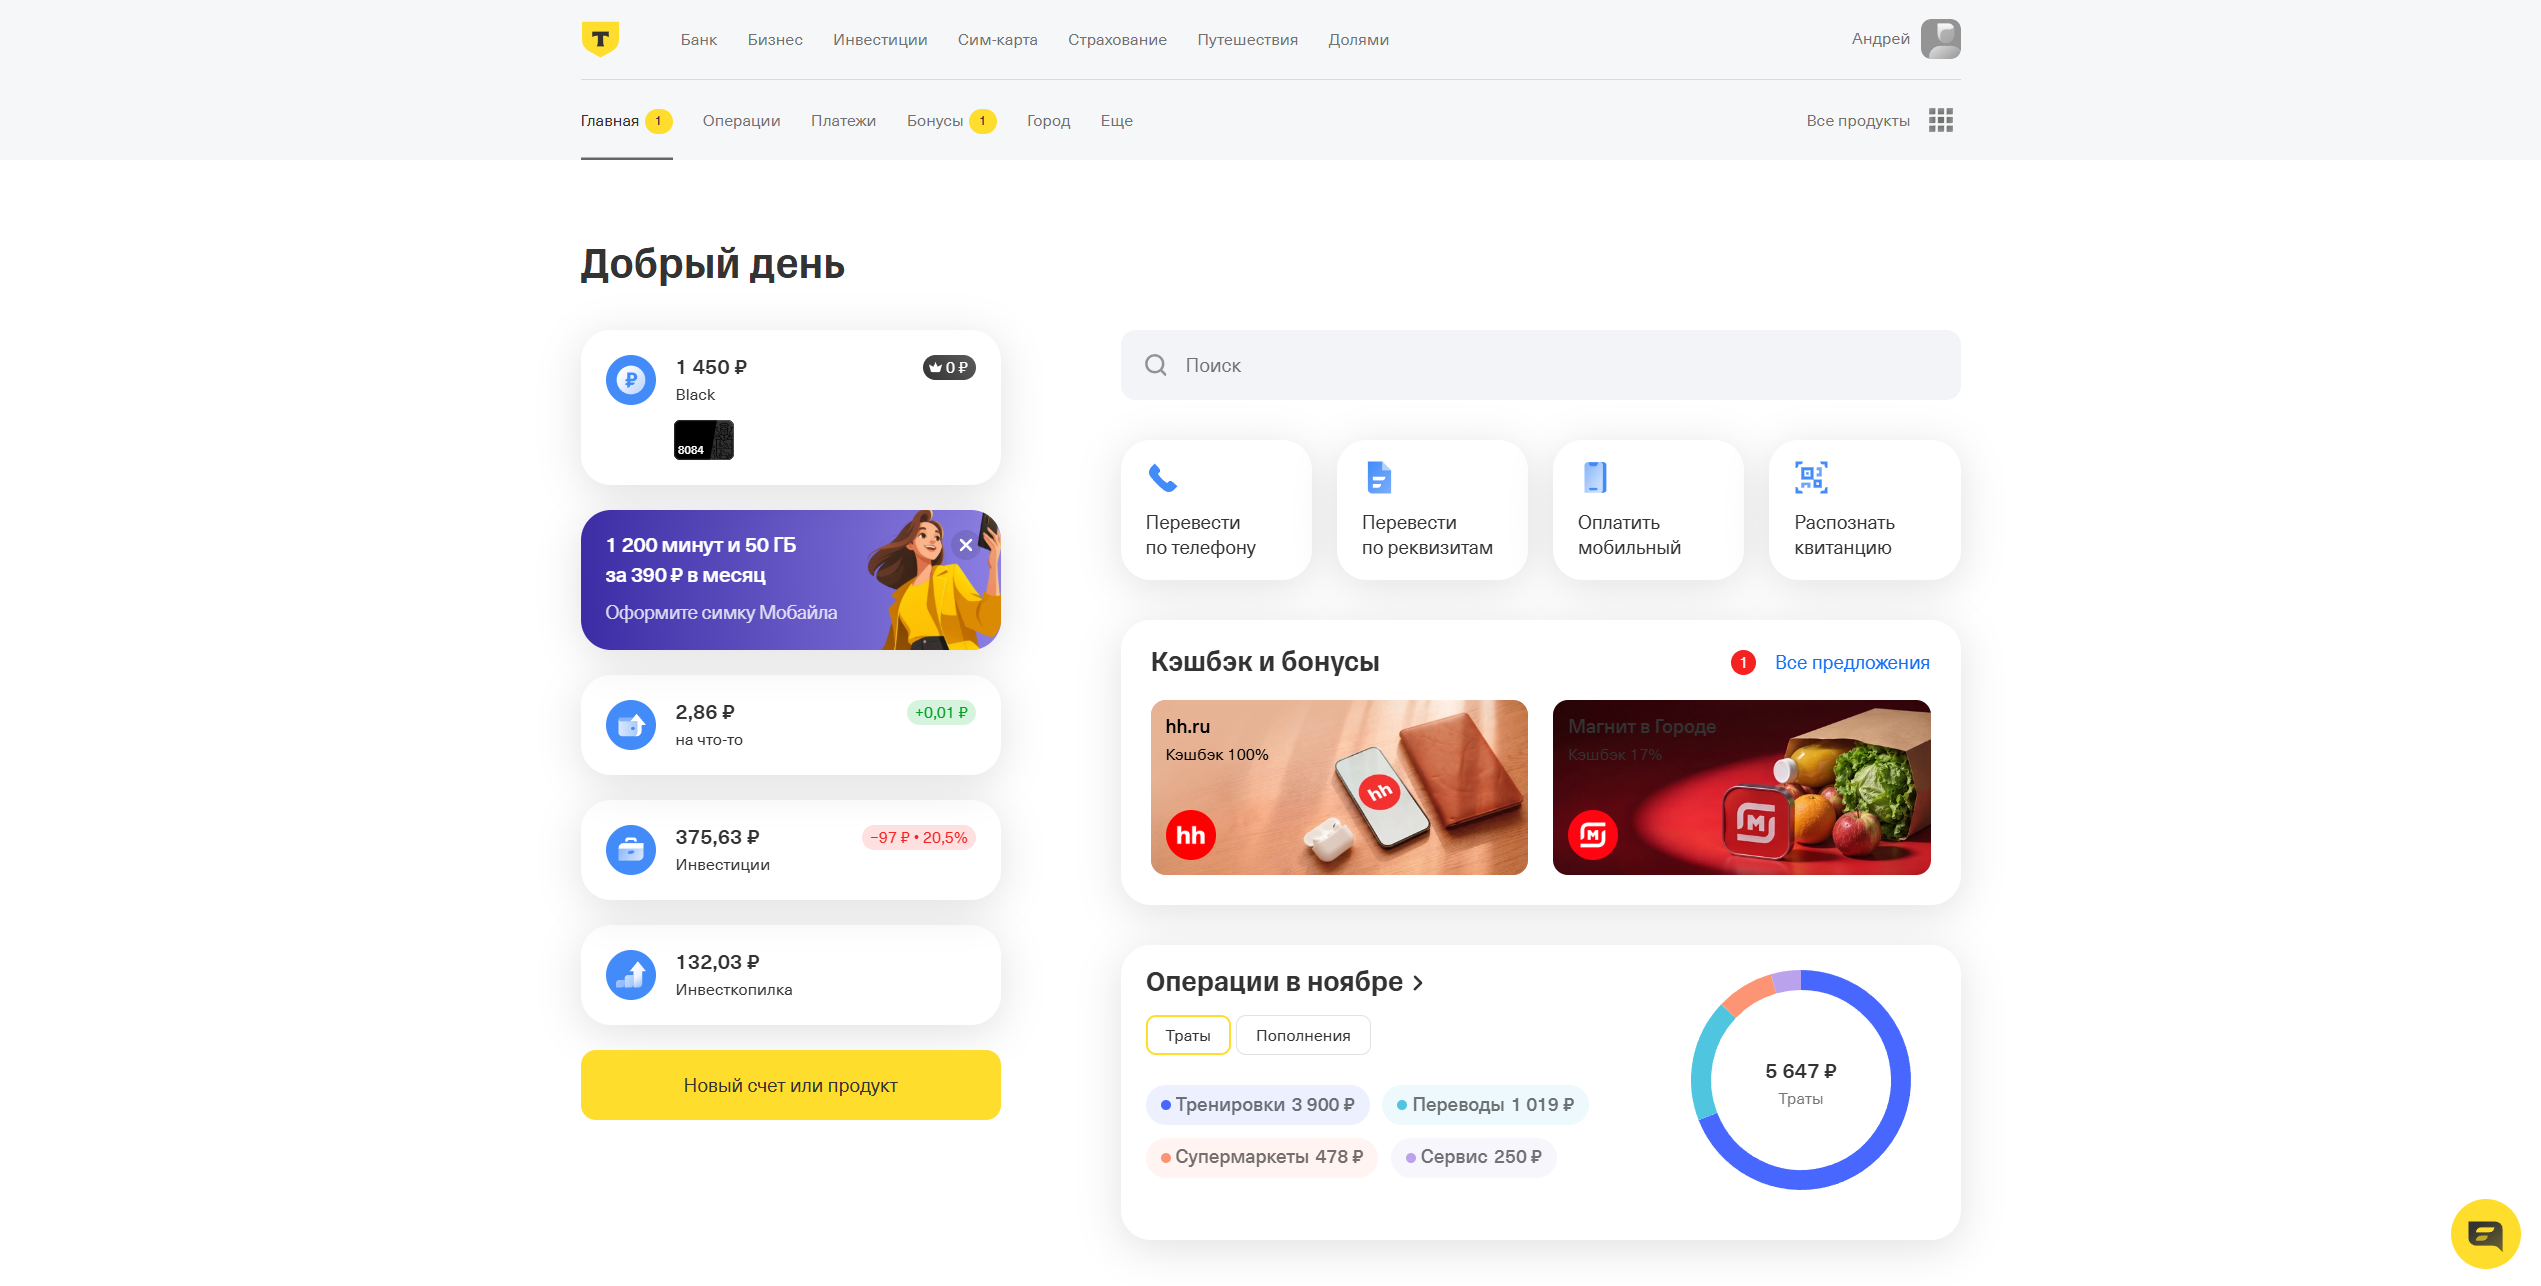 Т
Банк
Бизнес
Инвестиции
Сим-карта
Страхование
Путешествия
Долями
Андрей
Главная 1
Операции
Платежи
Бонусы 1
Город
Еще
Все продукты
Добрый день
1 450 ₽
0 ₽
Black
8084
1 200 минут и 50 ГБ
за 390 ₽ в месяц
Оформите симку Мобайла
2,86 ₽
+0,01 ₽
на что-то
375,63 ₽
−97 ₽ • 20,5%
Инвестиции
132,03 ₽
Инвесткопилка
Новый счет или продукт
Поиск
Перевести
по телефону
Перевести
по реквизитам
Оплатить
мобильный
Распознать
квитанцию
Кэшбэк и бонусы
1
Все предложения
hh.ru
Кэшбэк 100%
hh
hh
Магнит в Городе
Кэшбэк 17%
М
М
Операции в ноябре
Траты
Пополнения
Тренировки 3 900 ₽
Переводы 1 019 ₽
Супермаркеты 478 ₽
Сервис 250 ₽
5 647 ₽
Траты